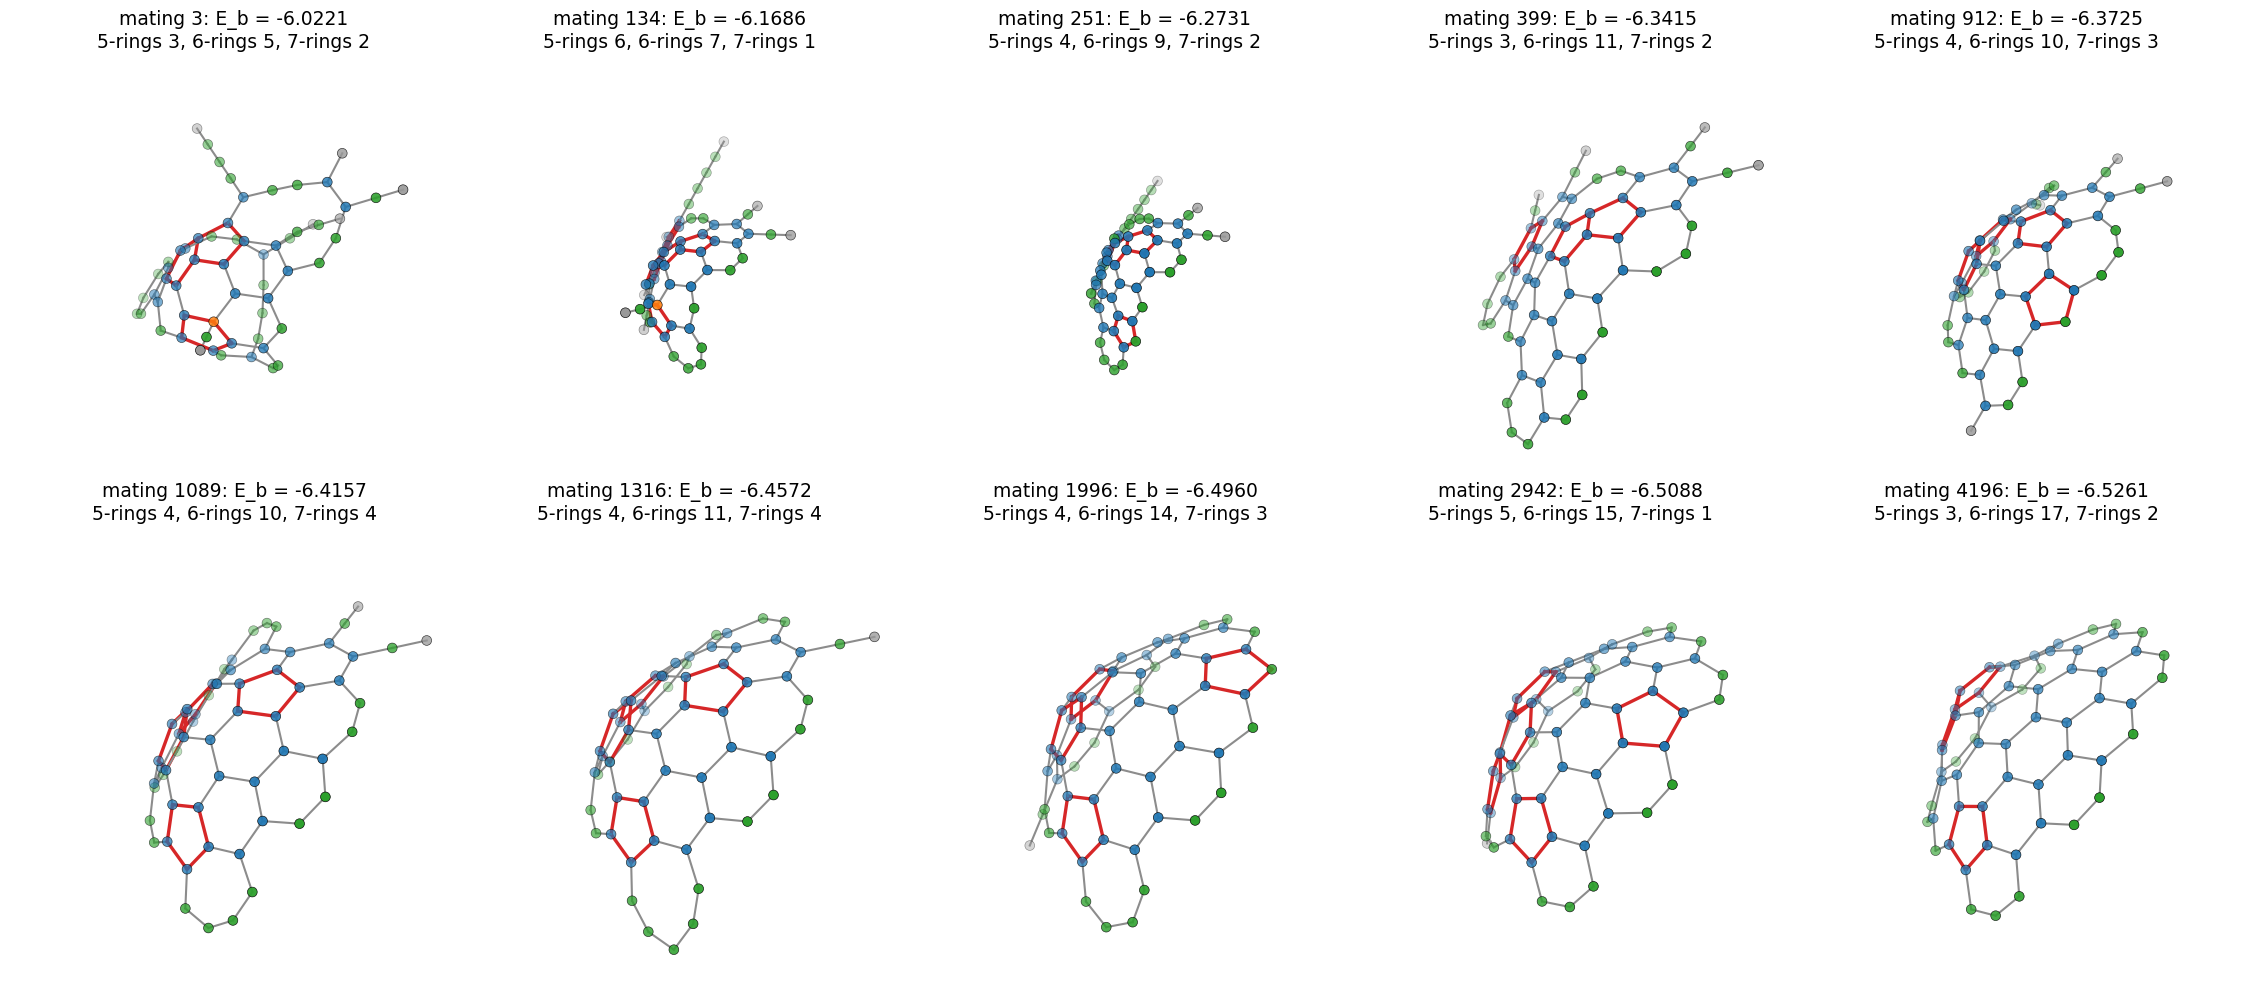 mating 3: E_b = -6.0221
5-rings 3, 6-rings 5, 7-rings 2
mating 134: E_b = -6.1686
5-rings 6, 6-rings 7, 7-rings 1
mating 251: E_b = -6.2731
5-rings 4, 6-rings 9, 7-rings 2
mating 399: E_b = -6.3415
5-rings 3, 6-rings 11, 7-rings 2
mating 912: E_b = -6.3725
5-rings 4, 6-rings 10, 7-rings 3
mating 1089: E_b = -6.4157
5-rings 4, 6-rings 10, 7-rings 4
mating 1316: E_b = -6.4572
5-rings 4, 6-rings 11, 7-rings 4
mating 1996: E_b = -6.4960
5-rings 4, 6-rings 14, 7-rings 3
mating 2942: E_b = -6.5088
5-rings 5, 6-rings 15, 7-rings 1
mating 4196: E_b = -6.5261
5-rings 3, 6-rings 17, 7-rings 2